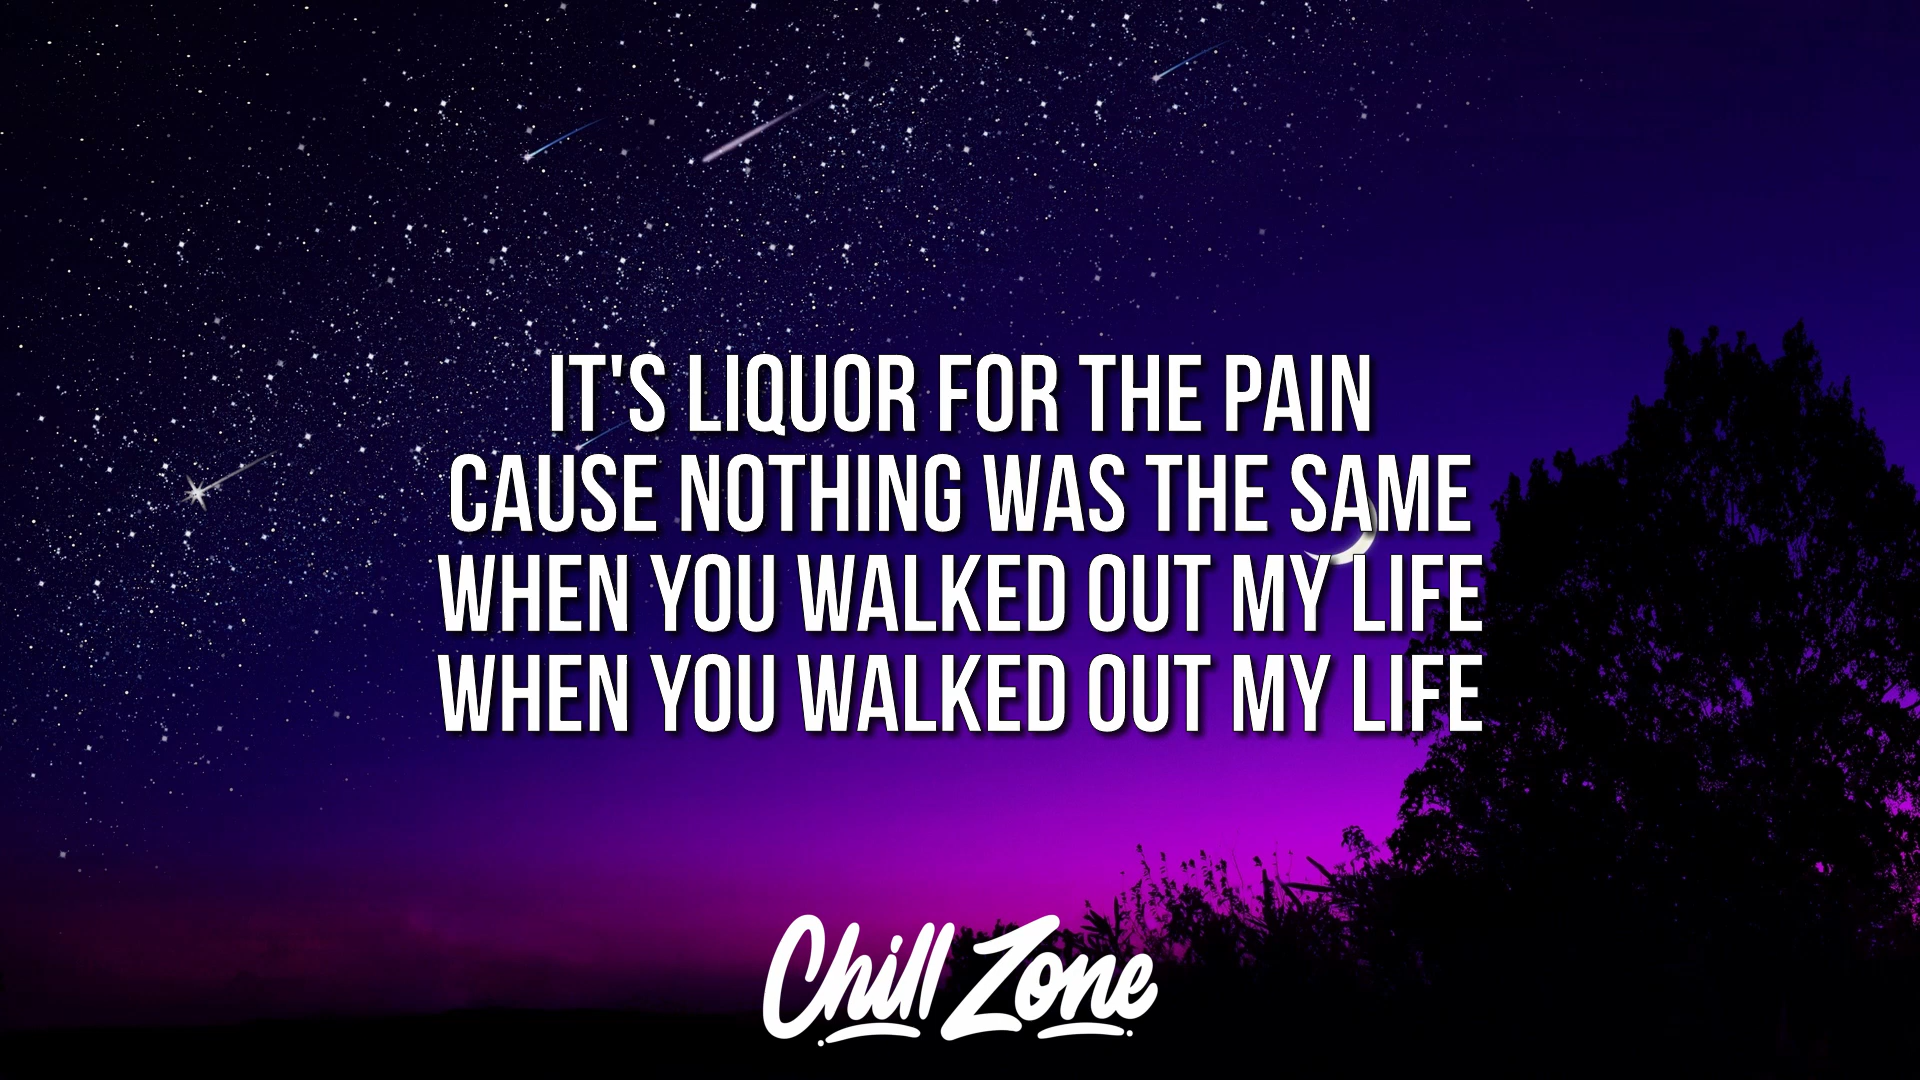 IT'S LIQUOR FOR THE PAIN
CAUSE NOTHING WAS THE SAME
WHEN YOU WALKED OUT MY LIFE
WHEN YOU WALKED OUT MY LIFE
Chill Zone